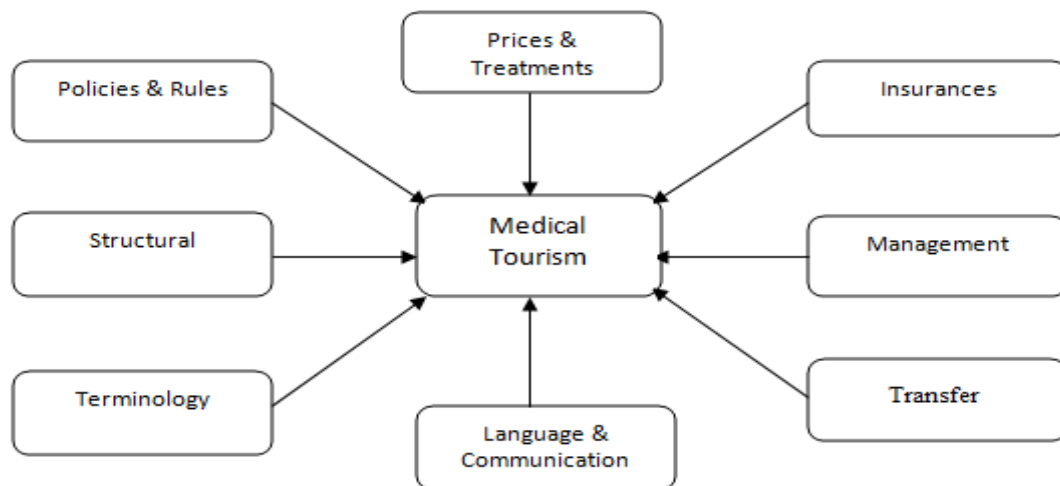 Prices &
Treatments
Policies & Rules
Insurances
Medical
Tourism
Structural
Management
Terminology
Transfer
Language &
Communication